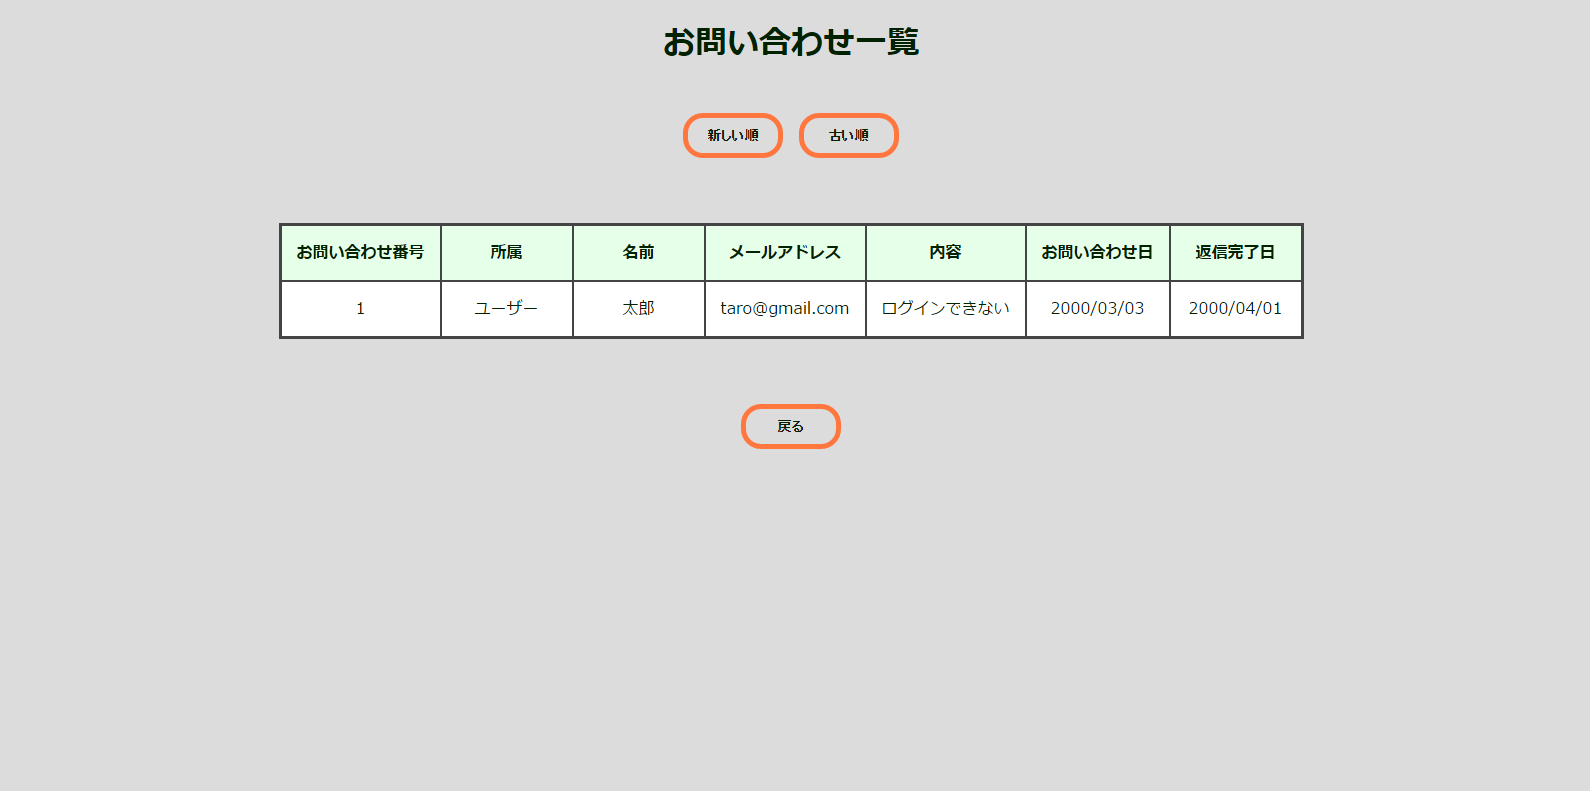 お問い合わせ一覧
新しい順 古い順
お問い合わせ番号 所属 名前 メールアドレス 内容 お問い合わせ日 返信完了日
1 ユーザー 太郎 taro@gmail.com ログインできない 2000/03/03 2000/04/01
戻る